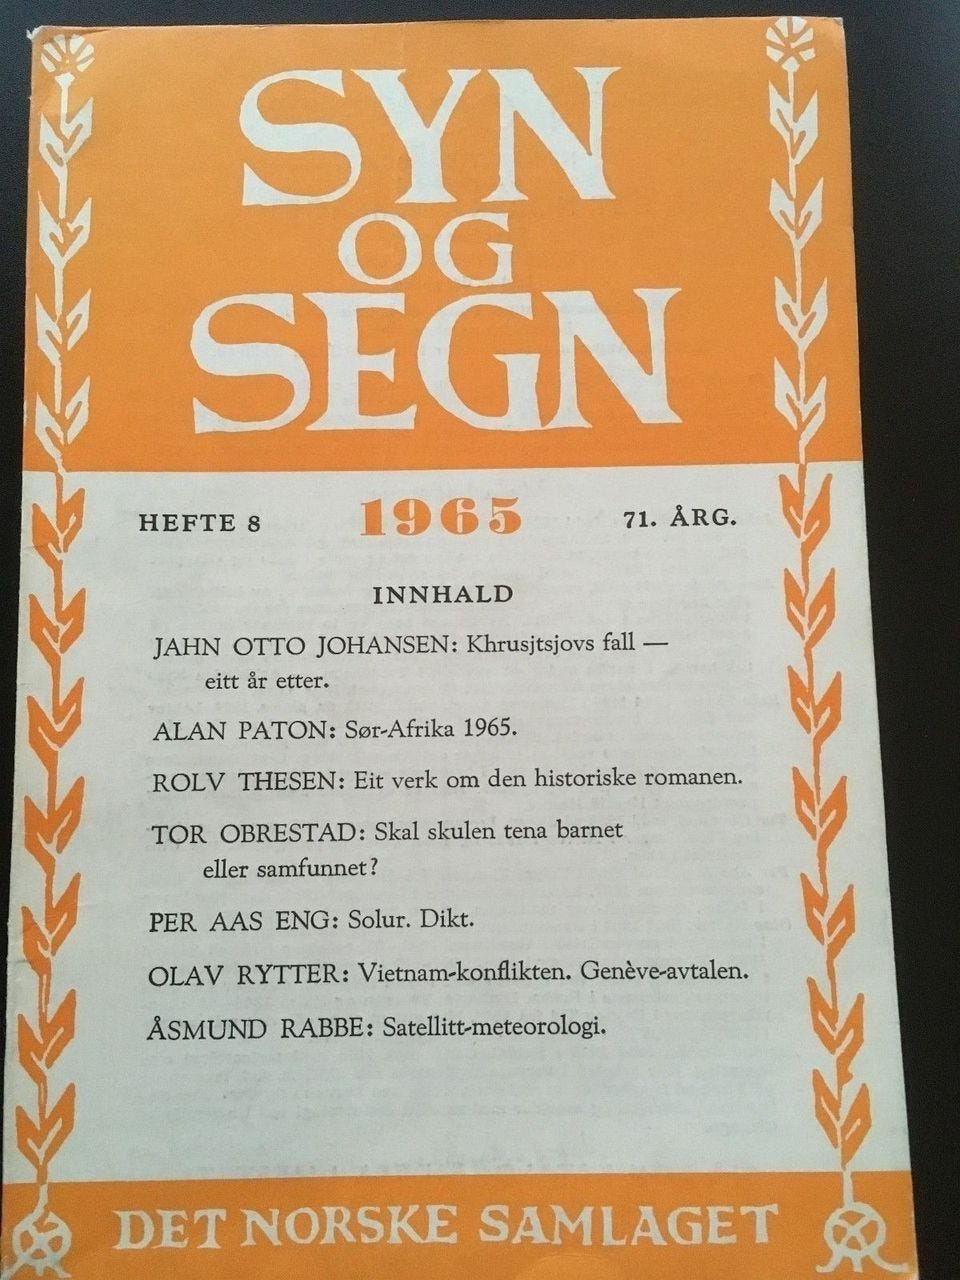 SYN
OG
SEGN
HEFTE 8 1965 71. ÅRG.
INNHALD
JAHN OTTO JOHANSEN: Khrusjtsjovs fall —
eitt år etter.
ALAN PATON: Sør-Afrika 1965.
ROLV THESEN: Eit verk om den historiske romanen.
TOR OBRESTAD: Skal skulen tena barnet
eller samfunnet?
PER AAS ENG: Solur. Dikt.
OLAV RYTTER: Vietnam-konflikten. Genève-avtalen.
ÅSMUND RABBE: Satellitt-meteorologi.
DET NORSKE SAMLAGET